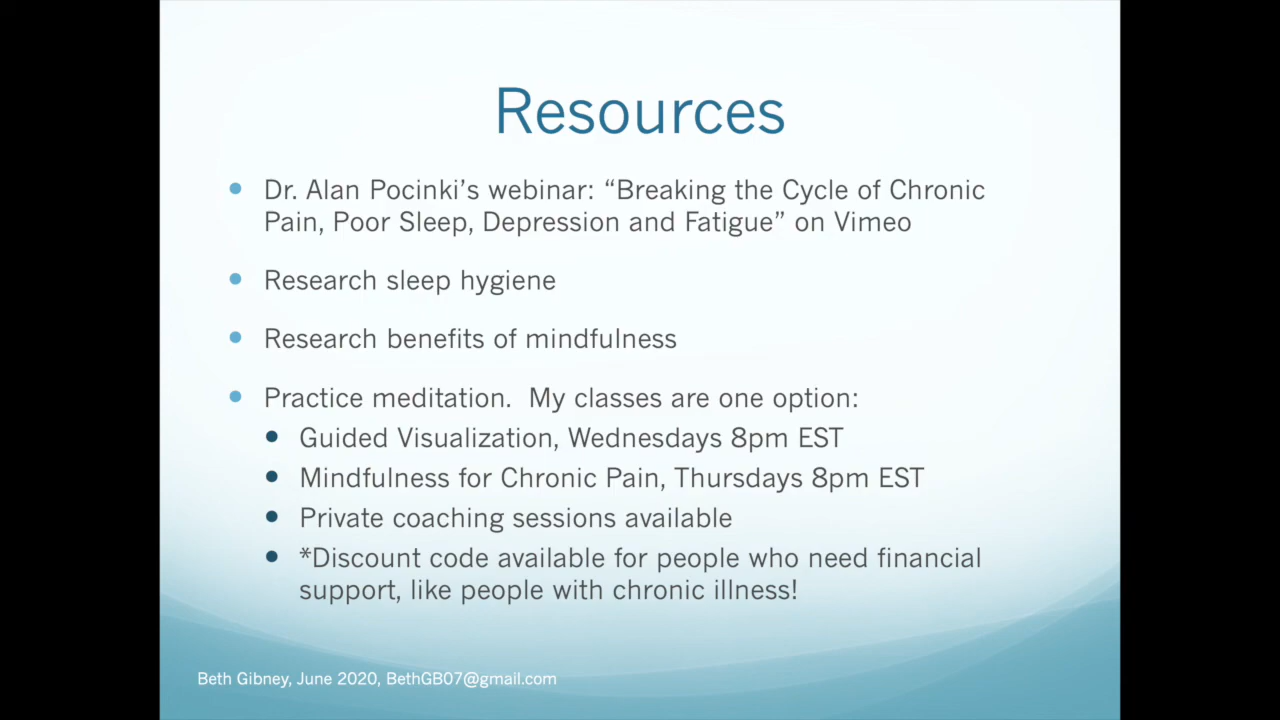 Resources
Dr. Alan Pocinki’s webinar: “Breaking the Cycle of Chronic
Pain, Poor Sleep, Depression and Fatigue” on Vimeo
Research sleep hygiene
Research benefits of mindfulness
Practice meditation.  My classes are one option:
Guided Visualization, Wednesdays 8pm EST
Mindfulness for Chronic Pain, Thursdays 8pm EST
Private coaching sessions available
*Discount code available for people who need financial
support, like people with chronic illness!
Beth Gibney, June 2020, BethGB07@gmail.com